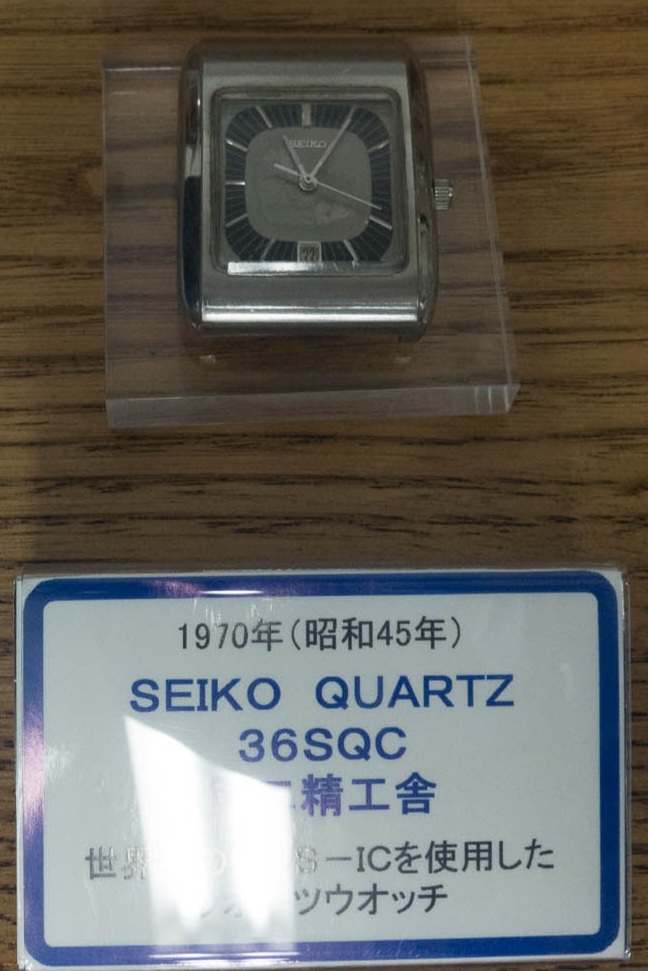 SEIKO
1970年(昭和45年)
SEIKO QUARTZ
36SQC
精工舎
世界 S-ICを使用した
ツウオッチ